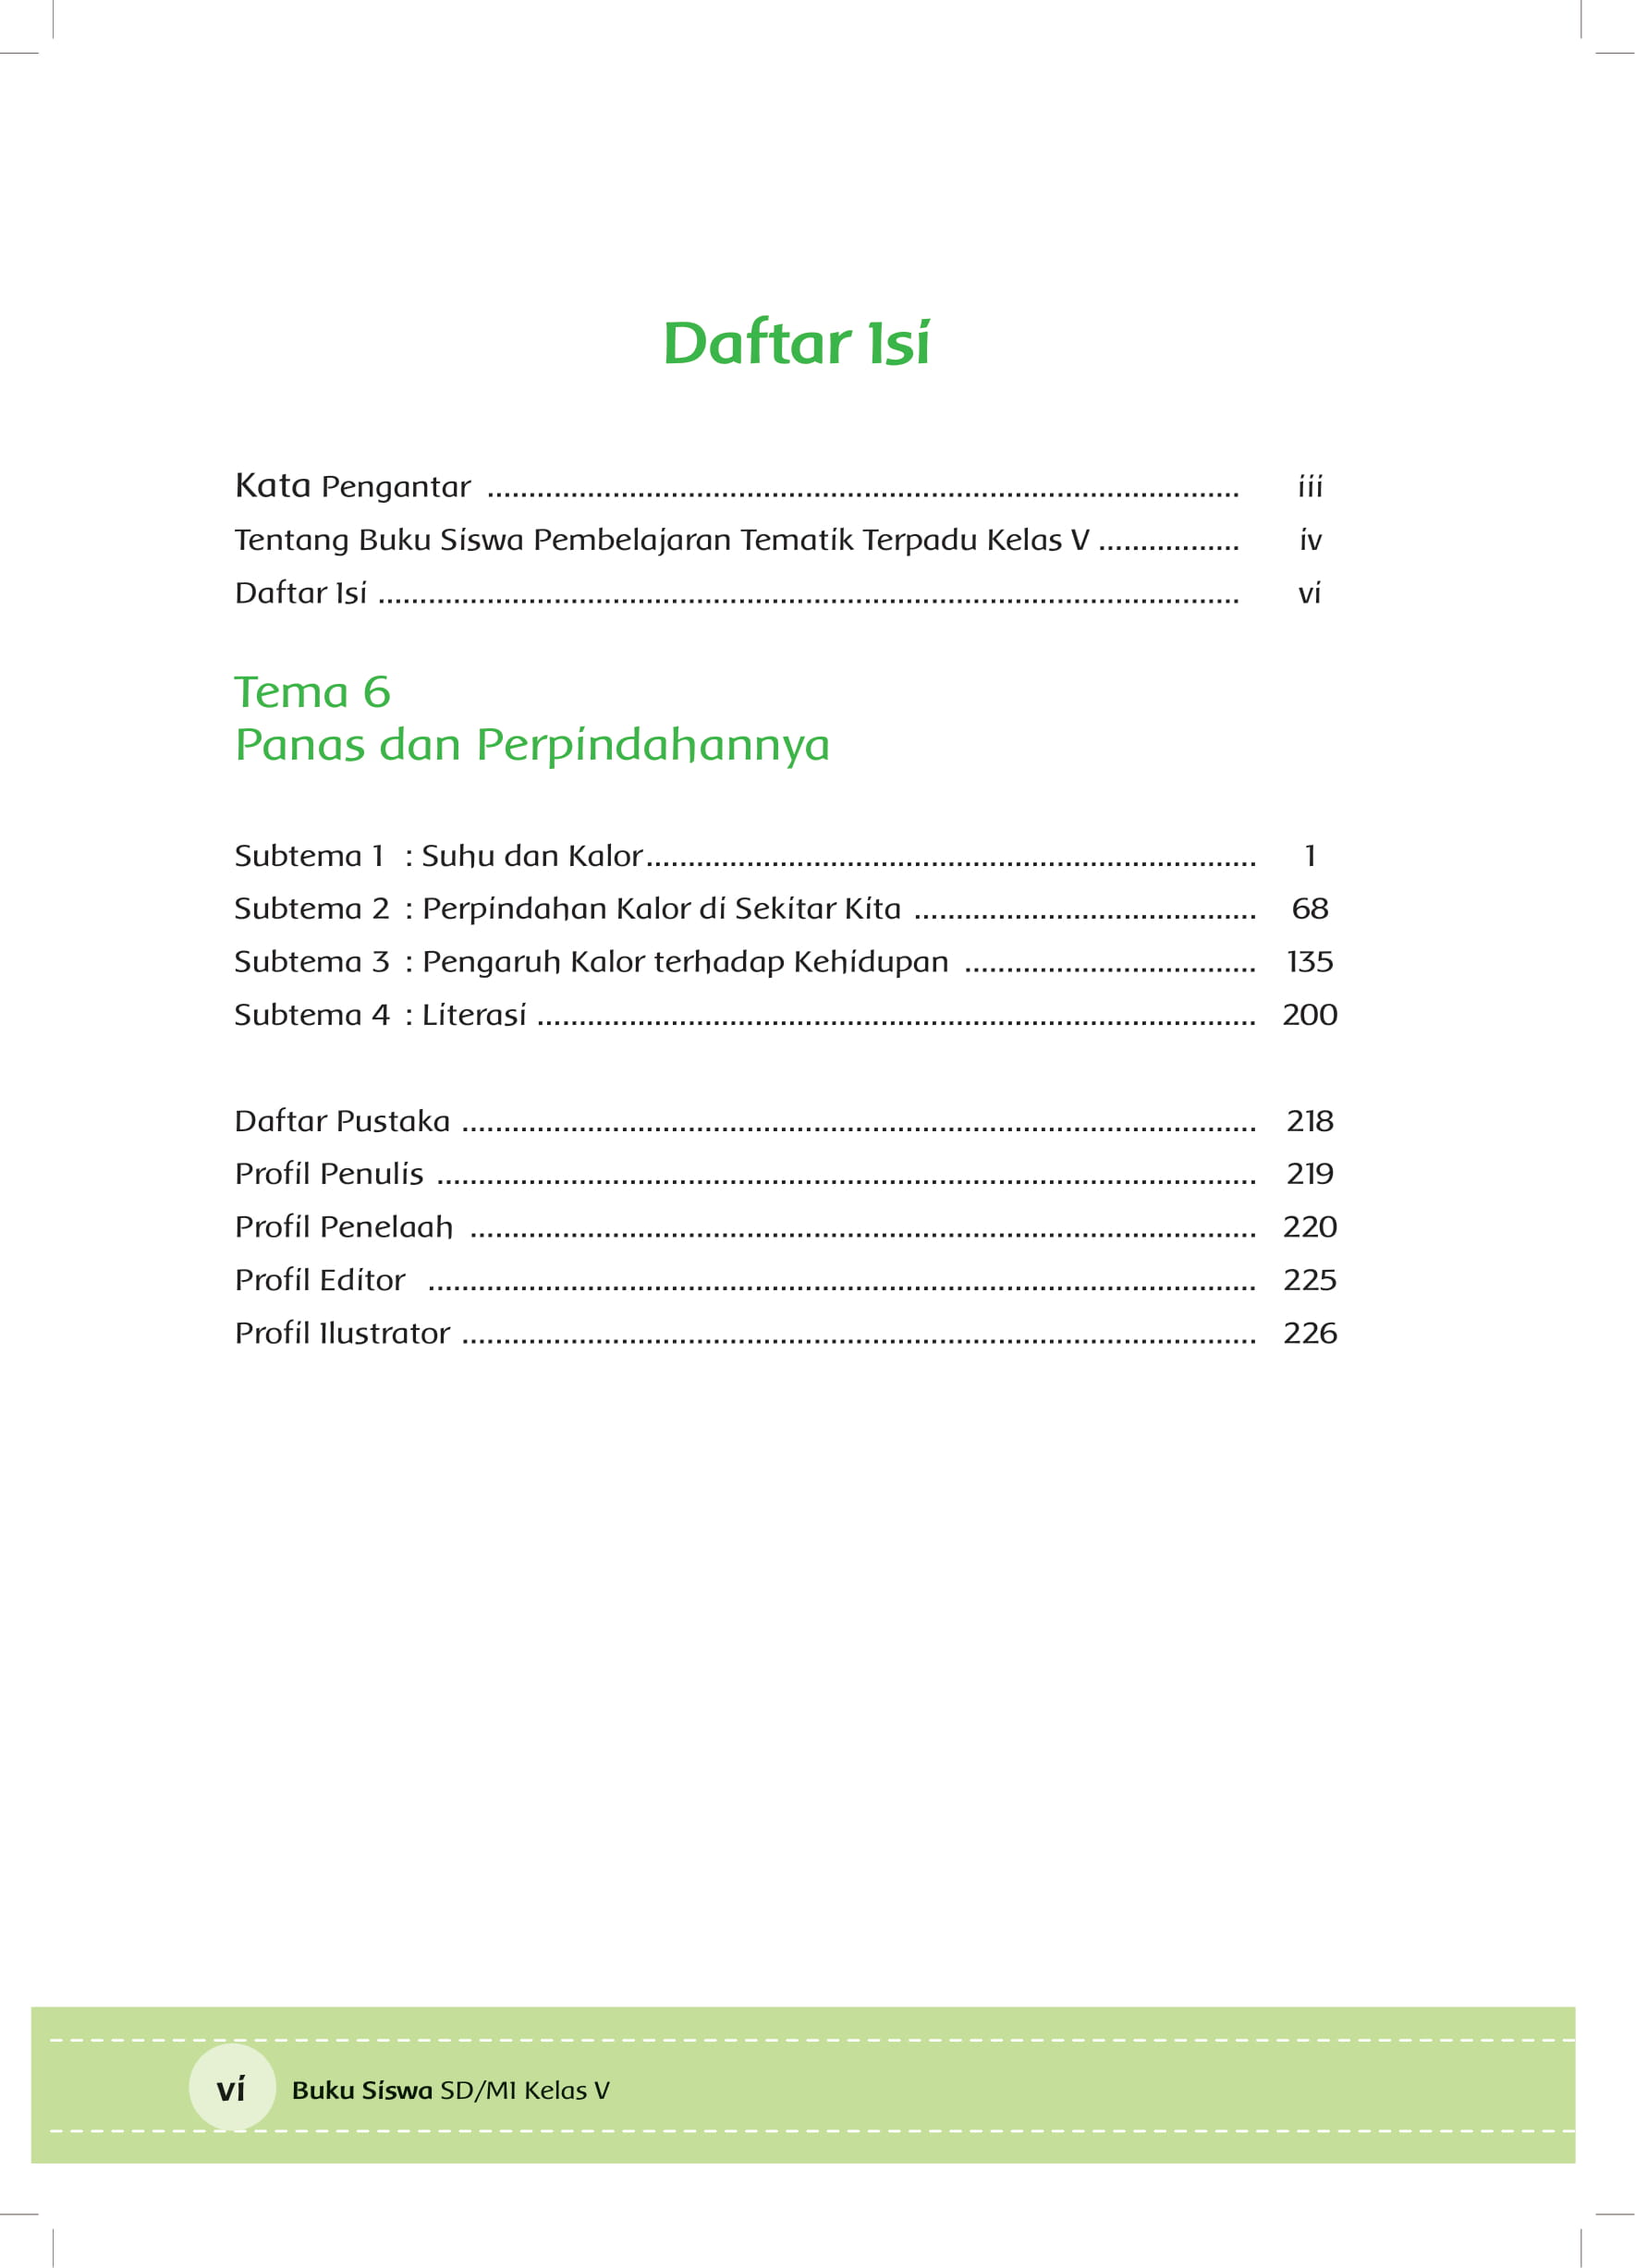 Daftar Isi
Kata Pengantar .......................................................................................... iii
Tentang Buku Siswa Pembelajaran Tematik Terpadu Kelas V ................. iv
Daftar Isi ....................................................................................................... vi
Tema 6
Panas dan Perpindahannya
Subtema 1 : Suhu dan Kalor......................................................................... 1
Subtema 2 : Perpindahan Kalor di Sekitar Kita ......................................... 68
Subtema 3 : Pengaruh Kalor terhadap Kehidupan ................................... 135
Subtema 4 : Literasi ...................................................................................... 200
Daftar Pustaka ............................................................................................... 218
Profil Penulis .................................................................................................. 219
Profil Penelaah .............................................................................................. 220
Profil Editor ................................................................................................... 225
Profil Ilustrator ............................................................................................... 226
vi Buku Siswa SD/MI Kelas V